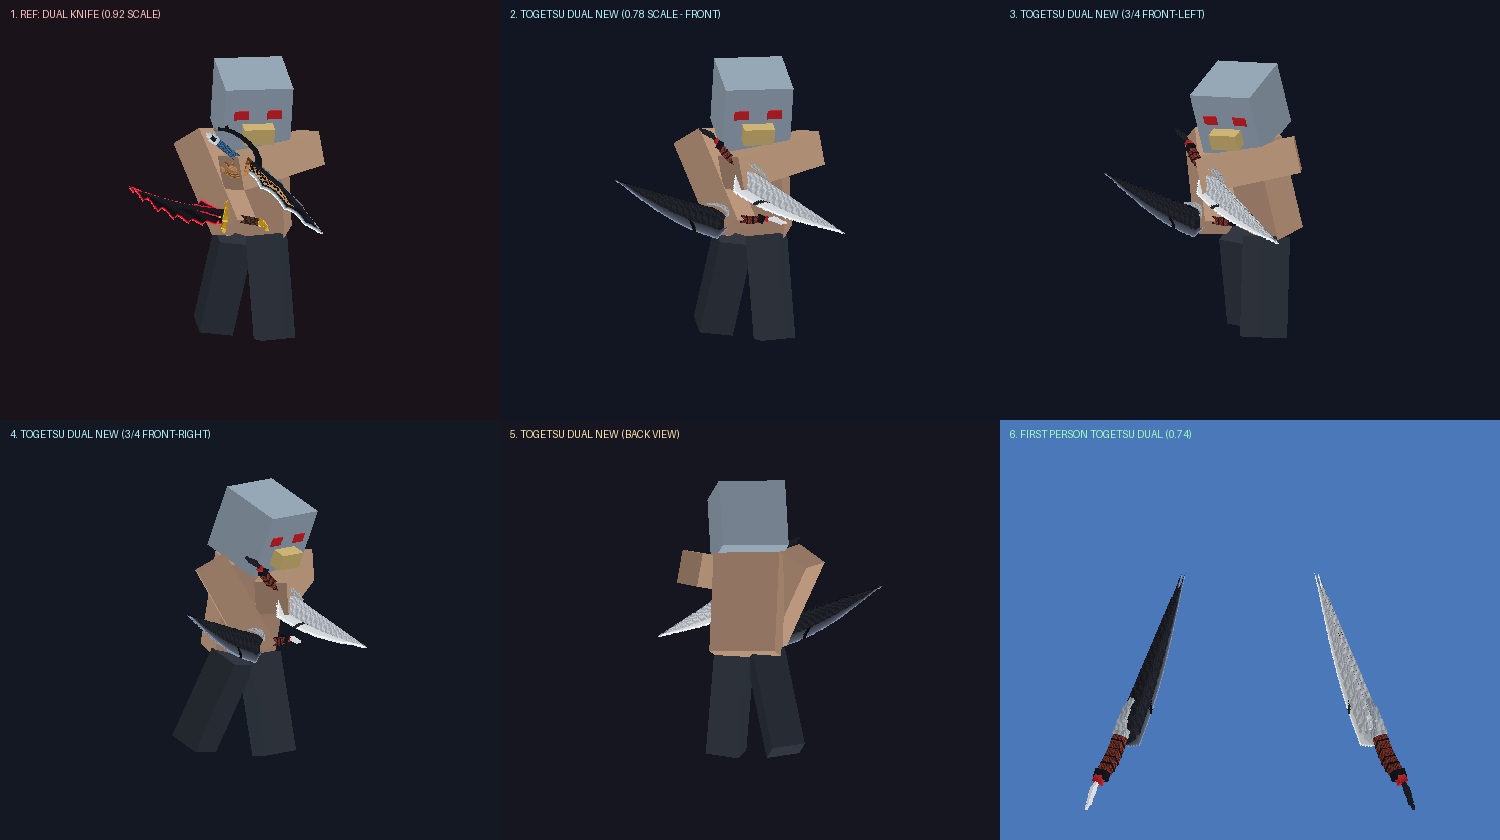 1. REF: DUAL KNIFE (0.92 SCALE)
2. TOGETSU DUAL NEW (0.78 SCALE - FRONT)
3. TOGETSU DUAL NEW (3/4 FRONT-LEFT)
4. TOGETSU DUAL NEW (3/4 FRONT-RIGHT)
5. TOGETSU DUAL NEW (BACK VIEW)
6. FIRST PERSON TOGETSU DUAL (0.74)